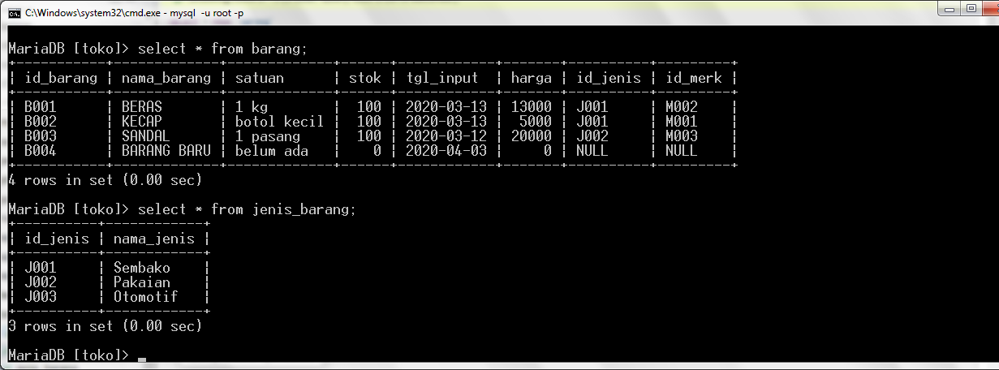 C:\Windows\system32\cmd.exe - mysql  -u root -p
MariaDB [toko]> select * from barang;
+-----------+-------------+-------------+------+------------+-------+----------+---------+
| id_barang | nama_barang | satuan      | stok | tgl_input  | harga | id_jenis | id_merk |
+-----------+-------------+-------------+------+------------+-------+----------+---------+
| B001      | BERAS       | 1 kg        |  100 | 2020-03-13 | 13000 | J001     | M002    |
| B002      | KECAP       | botol kecil |  100 | 2020-03-13 |  5000 | J001     | M001    |
| B003      | SANDAL      | 1 pasang    |  100 | 2020-03-12 | 20000 | J002     | M003    |
| B004      | BARANG BARU | belum ada   |    0 | 2020-04-03 |     0 | NULL     | NULL    |
+-----------+-------------+-------------+------+------------+-------+----------+---------+
4 rows in set (0.00 sec)
MariaDB [toko]> select * from jenis_barang;
+----------+------------+
| id_jenis | nama_jenis |
+----------+------------+
| J001     | Sembako    |
| J002     | Pakaian    |
| J003     | Otomotif   |
+----------+------------+
3 rows in set (0.00 sec)
MariaDB [toko]> _